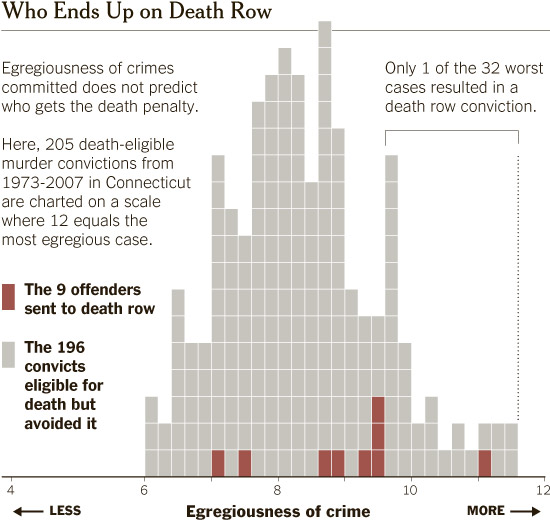 Who Ends Up on Death Row
Egregiousness of crimes
committed does not predict
who gets the death penalty.
Here, 205 death-eligible
murder convictions from
1973-2007 in Connecticut
are charted on a scale
where 12 equals the
most egregious case.
Only 1 of the 32 worst
cases resulted in a
death row conviction.
The 9 offenders
sent to death row
The 196
convicts
eligible for
death but
avoided it
4 6 8 10 12
LESS Egregiousness of crime MORE